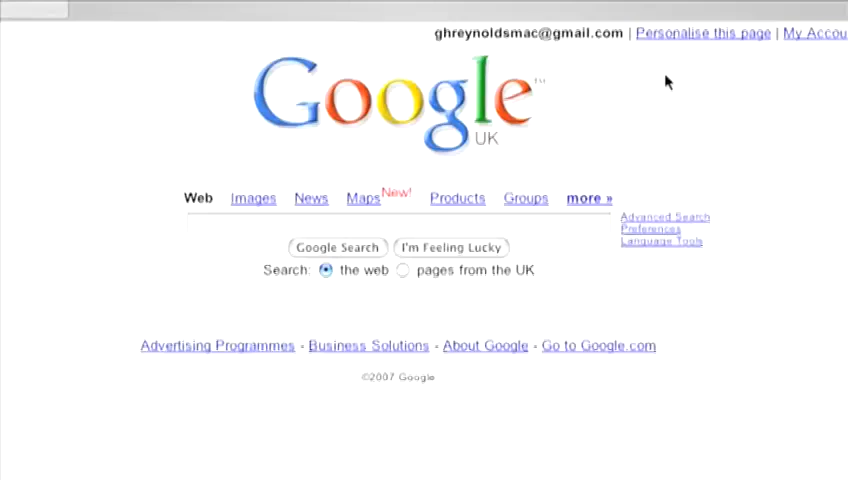 ghreynoldsmac@gmail.com | Personalise this page | My Accou
Google™
UK
Web Images News Maps New! Products Groups more »
Advanced Search
Preferences
Language Tools
Google Search I'm Feeling Lucky
Search: the web pages from the UK
Advertising Programmes - Business Solutions - About Google - Go to Google.com
©2007 Google